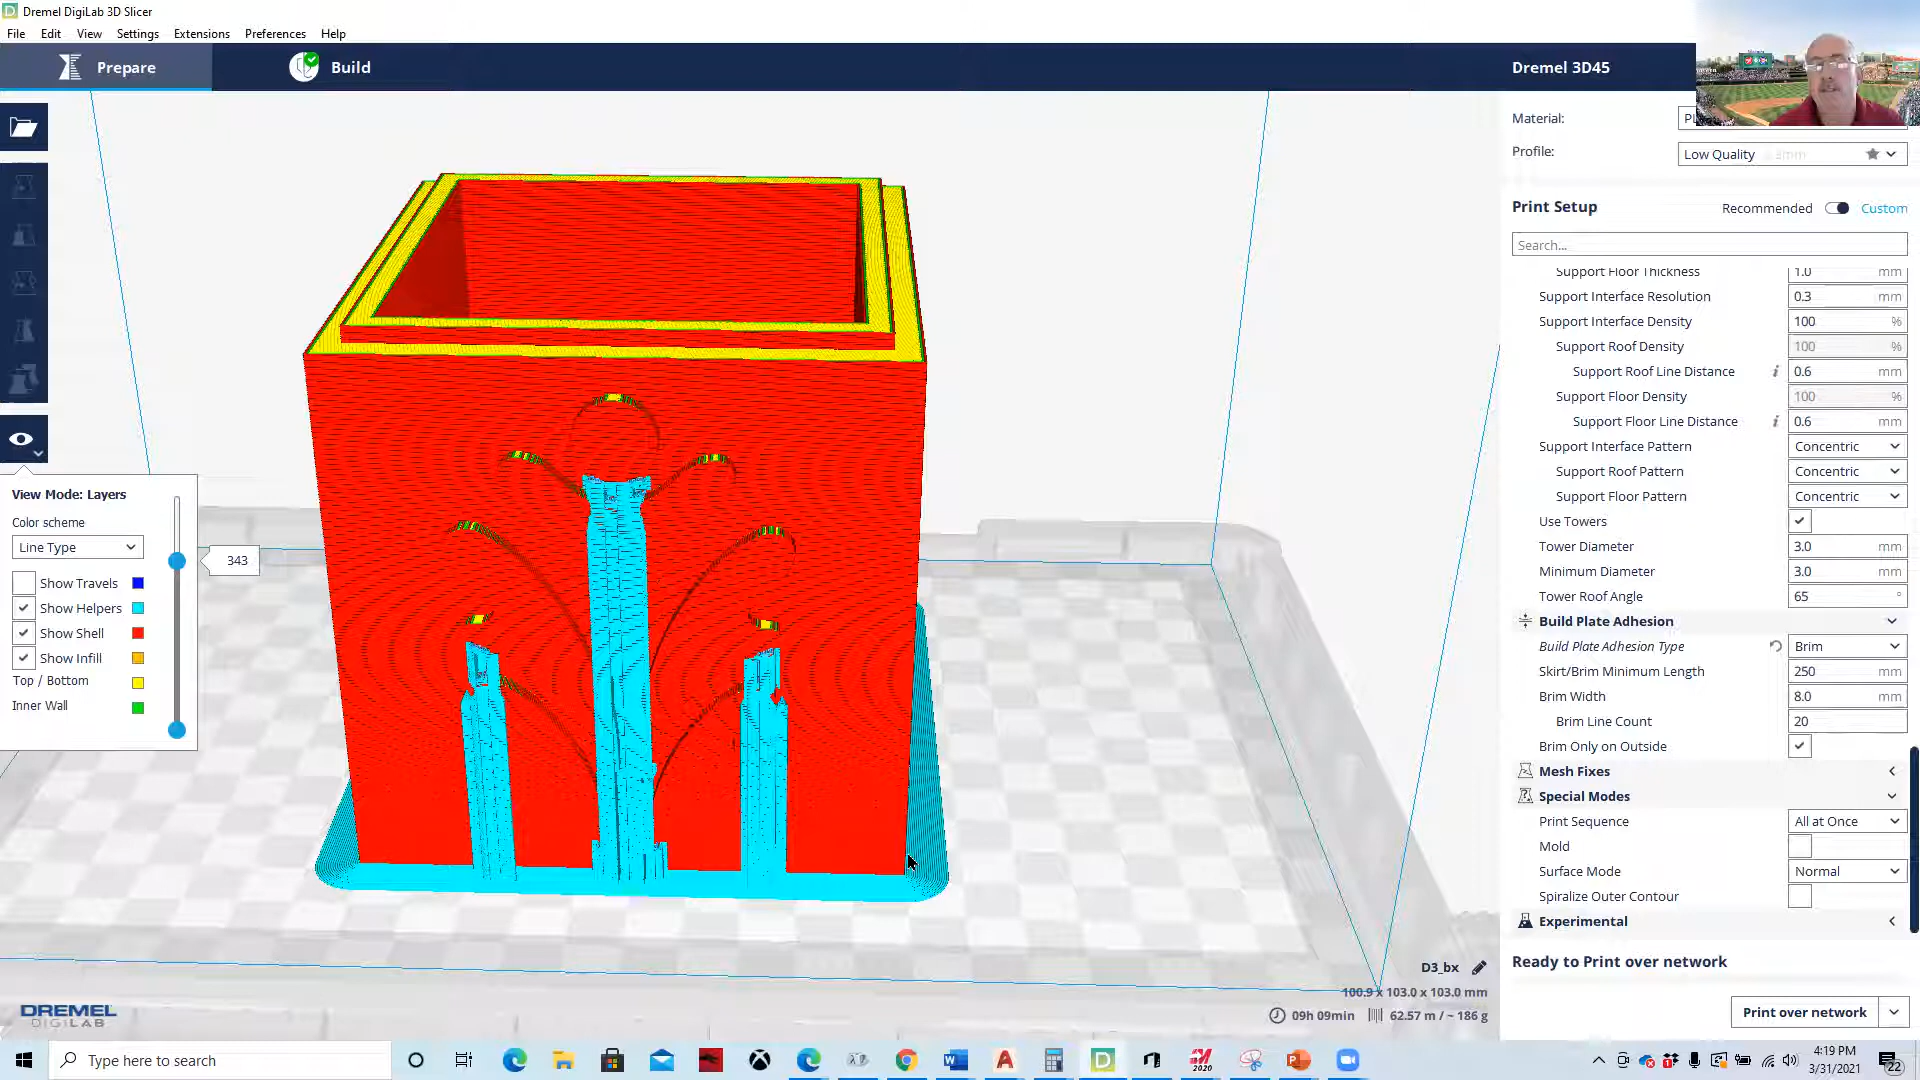 Dremel DigiLab 3D Slicer
File Edit View Settings Extensions Preferences Help
Prepare Build Dremel 3D45
Material:
Profile: Low Quality
Print Setup Recommended Custom
Search...
Support Floor Thickness 1.0 mm
Support Interface Resolution 0.3 mm
Support Interface Density 100 %
Support Roof Density 100 %
Support Roof Line Distance i 0.6 mm
Support Floor Density 100 %
Support Floor Line Distance i 0.6 mm
Support Interface Pattern Concentric
Support Roof Pattern Concentric
Support Floor Pattern Concentric
Use Towers
Tower Diameter 3.0 mm
Minimum Diameter 3.0 mm
Tower Roof Angle 65 °
Build Plate Adhesion
Build Plate Adhesion Type Brim
Skirt/Brim Minimum Length 250 mm
Brim Width 8.0 mm
Brim Line Count 20
Brim Only on Outside
Mesh Fixes
Special Modes
Print Sequence All at Once
Mold
Surface Mode Normal
Spiralize Outer Contour
Experimental
Ready to Print over network
Print over network
View Mode: Layers
Color scheme
Line Type
343
Show Travels
Show Helpers
Show Shell
Show Infill
Top / Bottom
Inner Wall
D3_bx
100.9 x 103.0 x 103.0 mm
09h 09min 62.57 m / ~ 186 g
DREMEL
DIGILAB
Type here to search
4:19 PM
3/31/2021
22